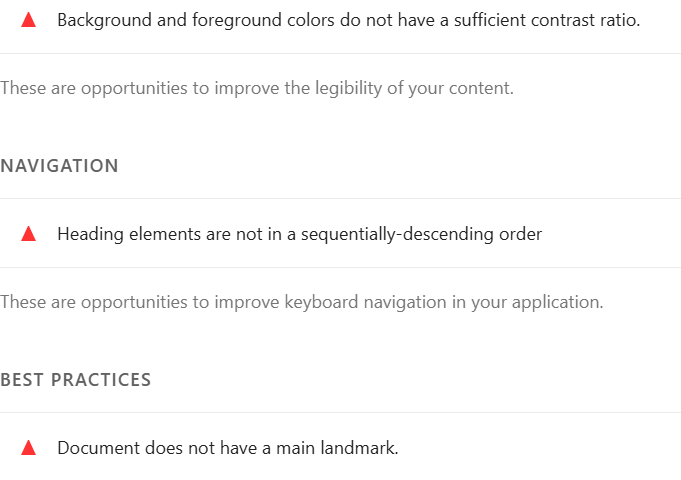 Background and foreground colors do not have a sufficient contrast ratio.
These are opportunities to improve the legibility of your content.
NAVIGATION
Heading elements are not in a sequentially-descending order
These are opportunities to improve keyboard navigation in your application.
BEST PRACTICES
Document does not have a main landmark.